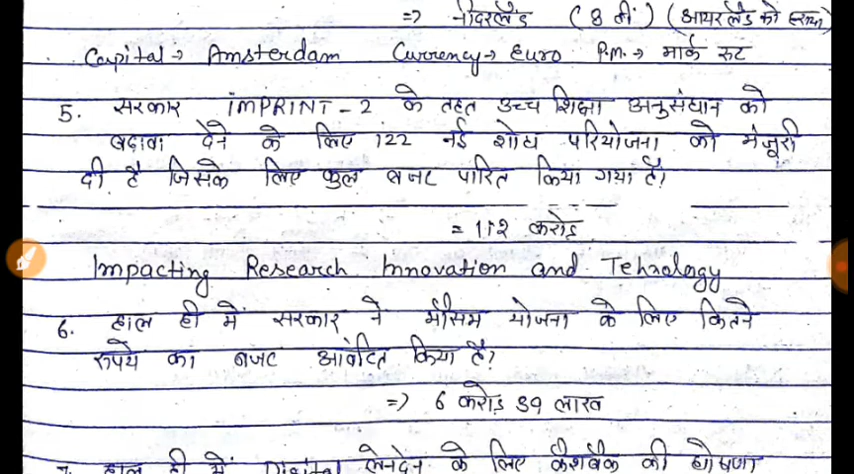 => नीदरलैंड (8 वीं) (आयरलैंड को हराया)
Capital → Amsterdam Currency → Euro P.M. → मार्क रूट
5. सरकार IMPRINT-2 के तहत उच्च शिक्षा अनुसंधान को
बढ़ावा देने के लिए 122 नई शोध परियोजना को मंजूरी
दी है जिसके लिए कुल बजट पारित किया गया है?
= 112 करोड़
Impacting Research Innovation and Tehnology
6. हाल ही में सरकार ने मौसम योजना के लिए कितने
रुपये का बजट आवंटित किया है?
=> 6 करोड़ 39 लाख
7. हाल ही में Digital लेनदेन के लिए कैशबैक की घोषणा